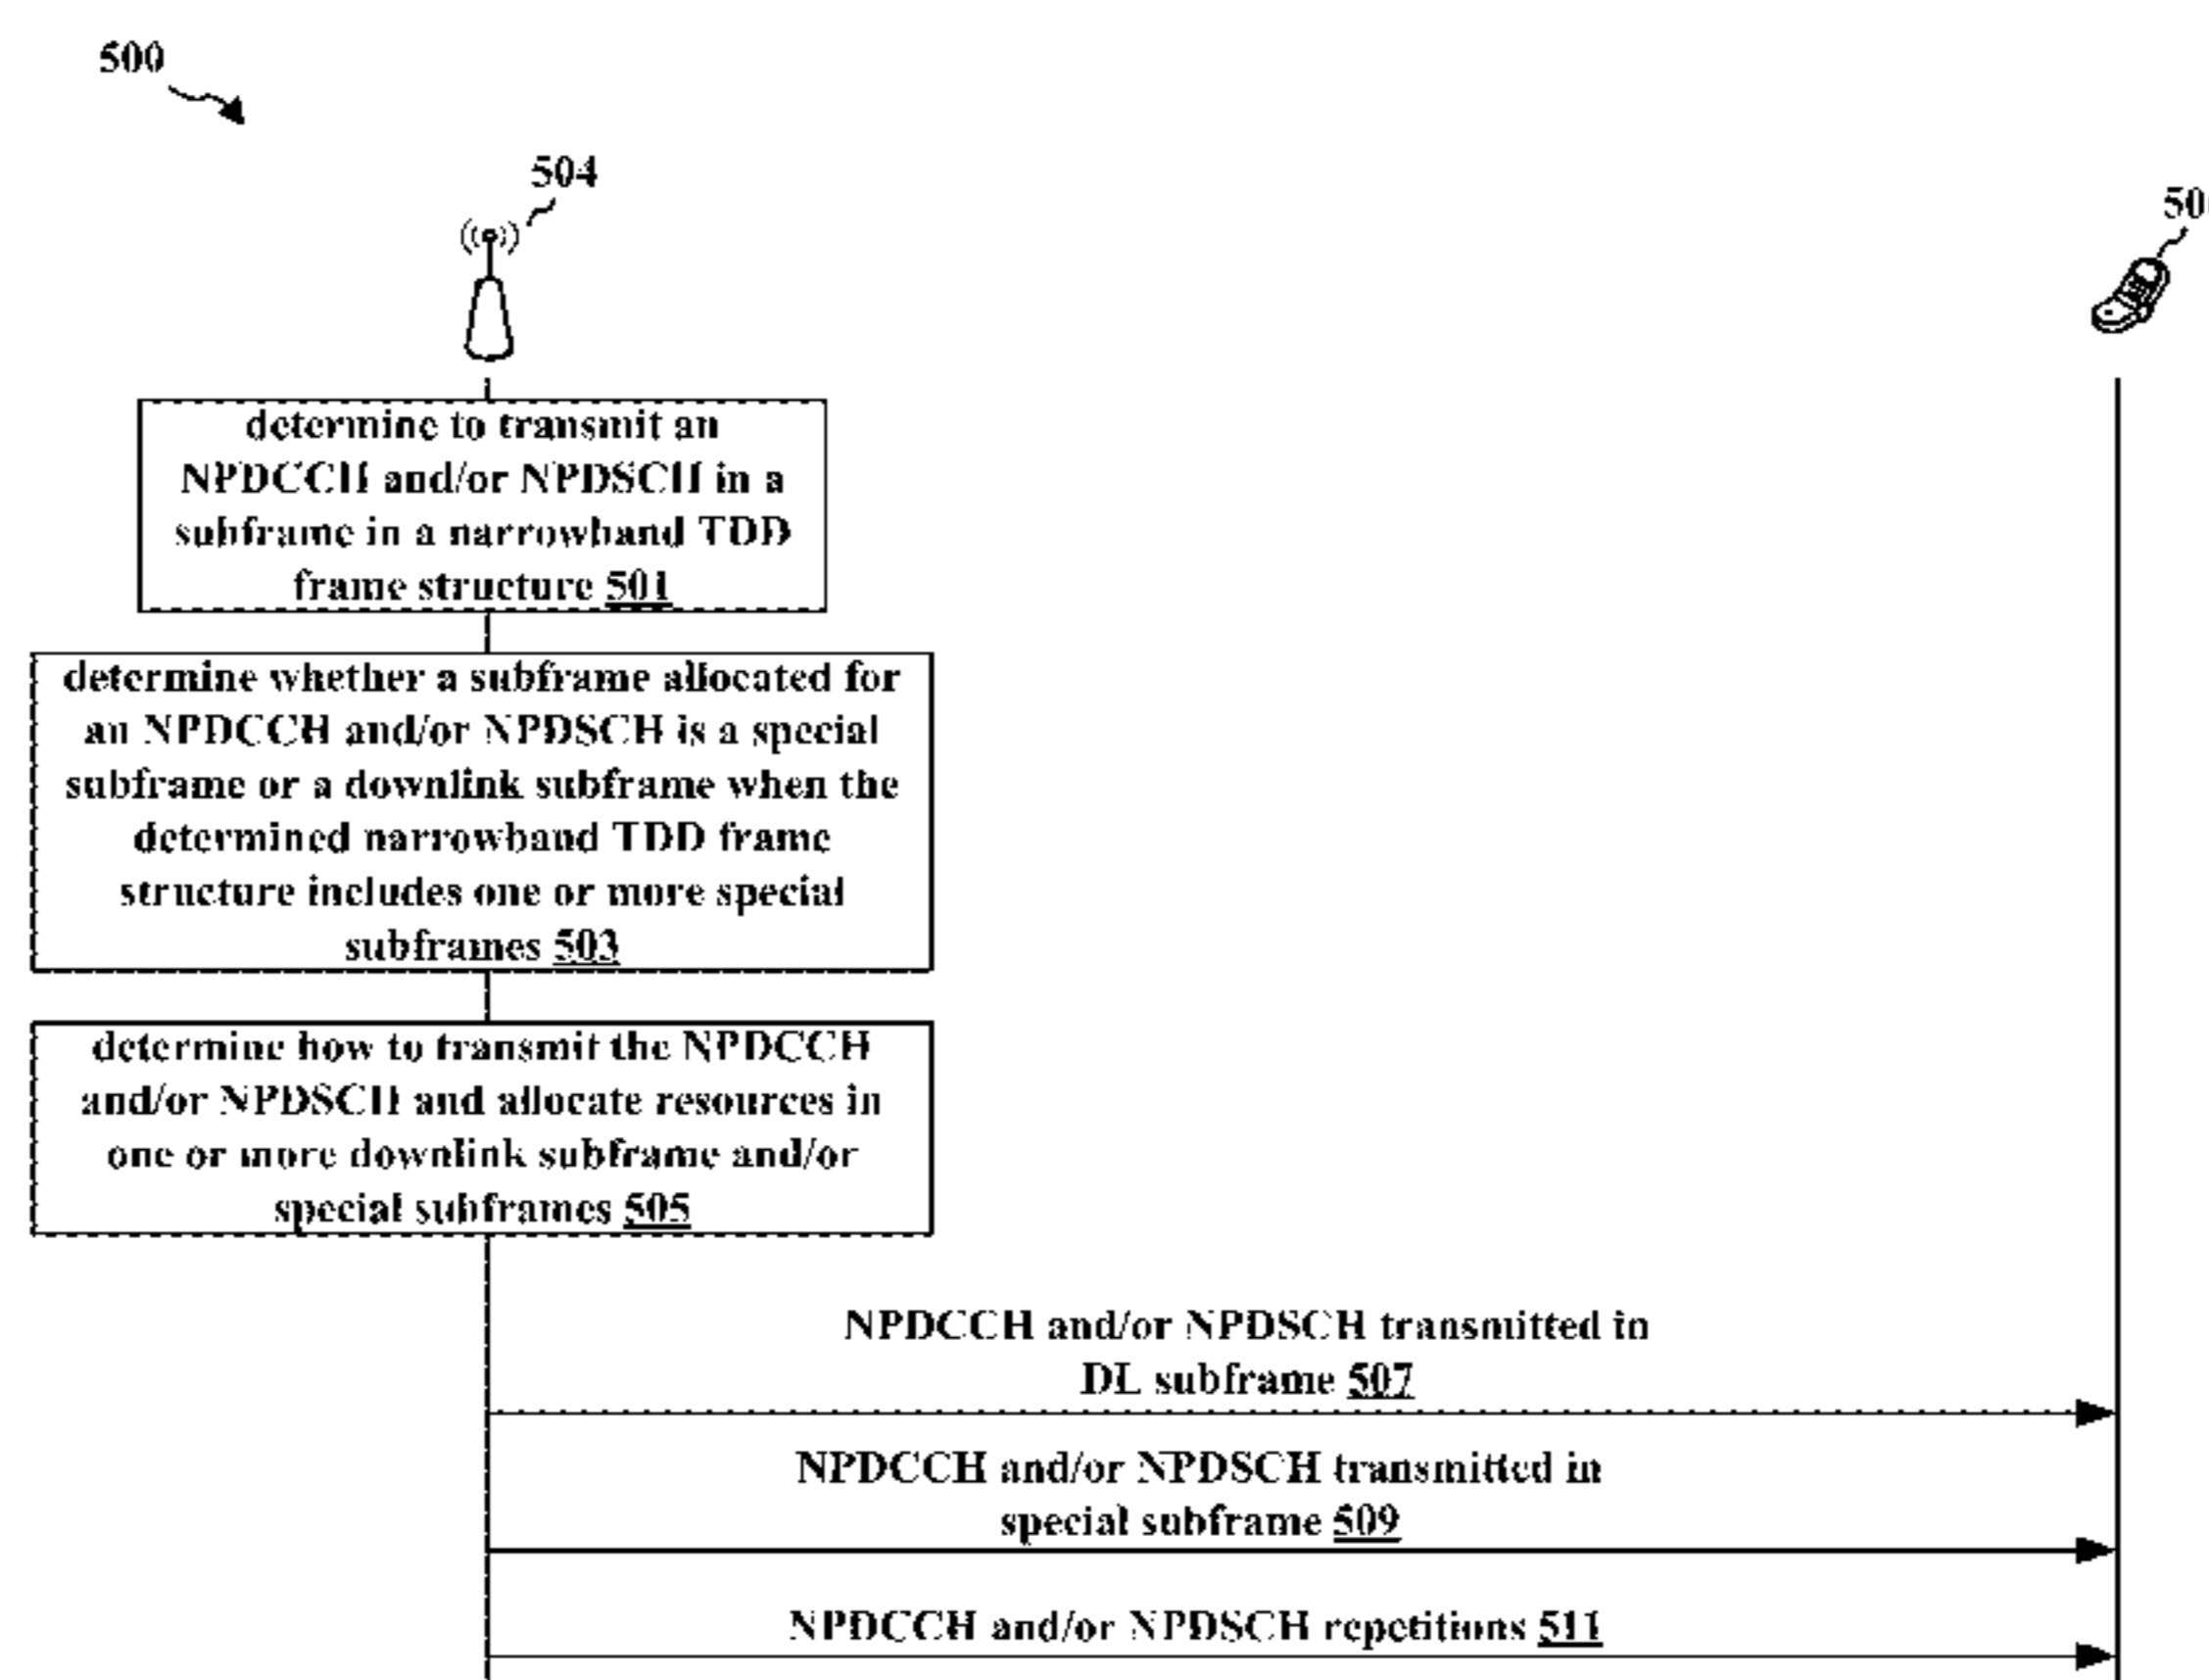 500
504
determine to transmit an
NPDCCH and/or NPDSCH in a
subframe in a narrowband TDD
frame structure 501
determine whether a subframe allocated for
an NPDCCH and/or NPDSCH is a special
subframe or a downlink subframe when the
determined narrowband TDD frame
structure includes one or more special
subframes 503
determine how to transmit the NPDCCH
and/or NPDSCH and allocate resources in
one or more downlink subframe and/or
special subframes 505
NPDCCH and/or NPDSCH transmitted in
DL subframe 507
NPDCCH and/or NPDSCH transmitted in
special subframe 509
NPDCCH and/or NPDSCH repetitions 511